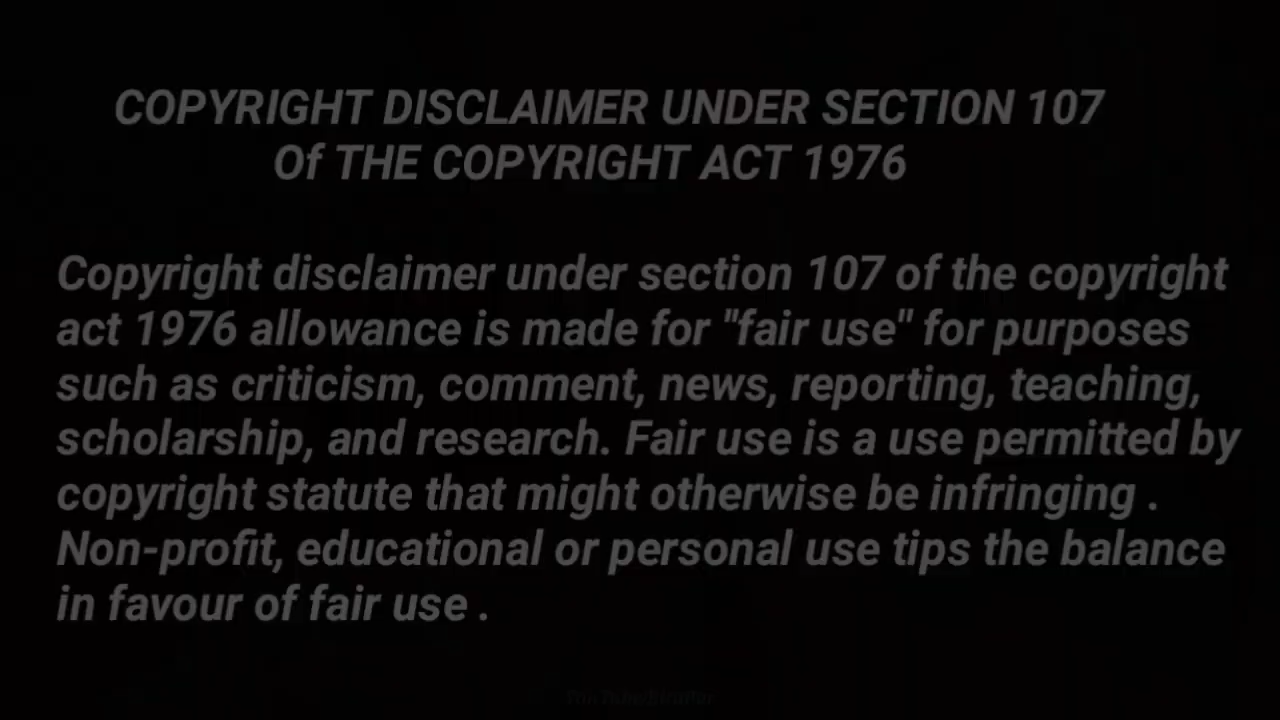 COPYRIGHT DISCLAIMER UNDER SECTION 107
Of THE COPYRIGHT ACT 1976
Copyright disclaimer under section 107 of the copyright
act 1976 allowance is made for "fair use" for purposes
such as criticism, comment, news, reporting, teaching,
scholarship, and research. Fair use is a use permitted by
copyright statute that might otherwise be infringing .
Non-profit, educational or personal use tips the balance
in favour of fair use .